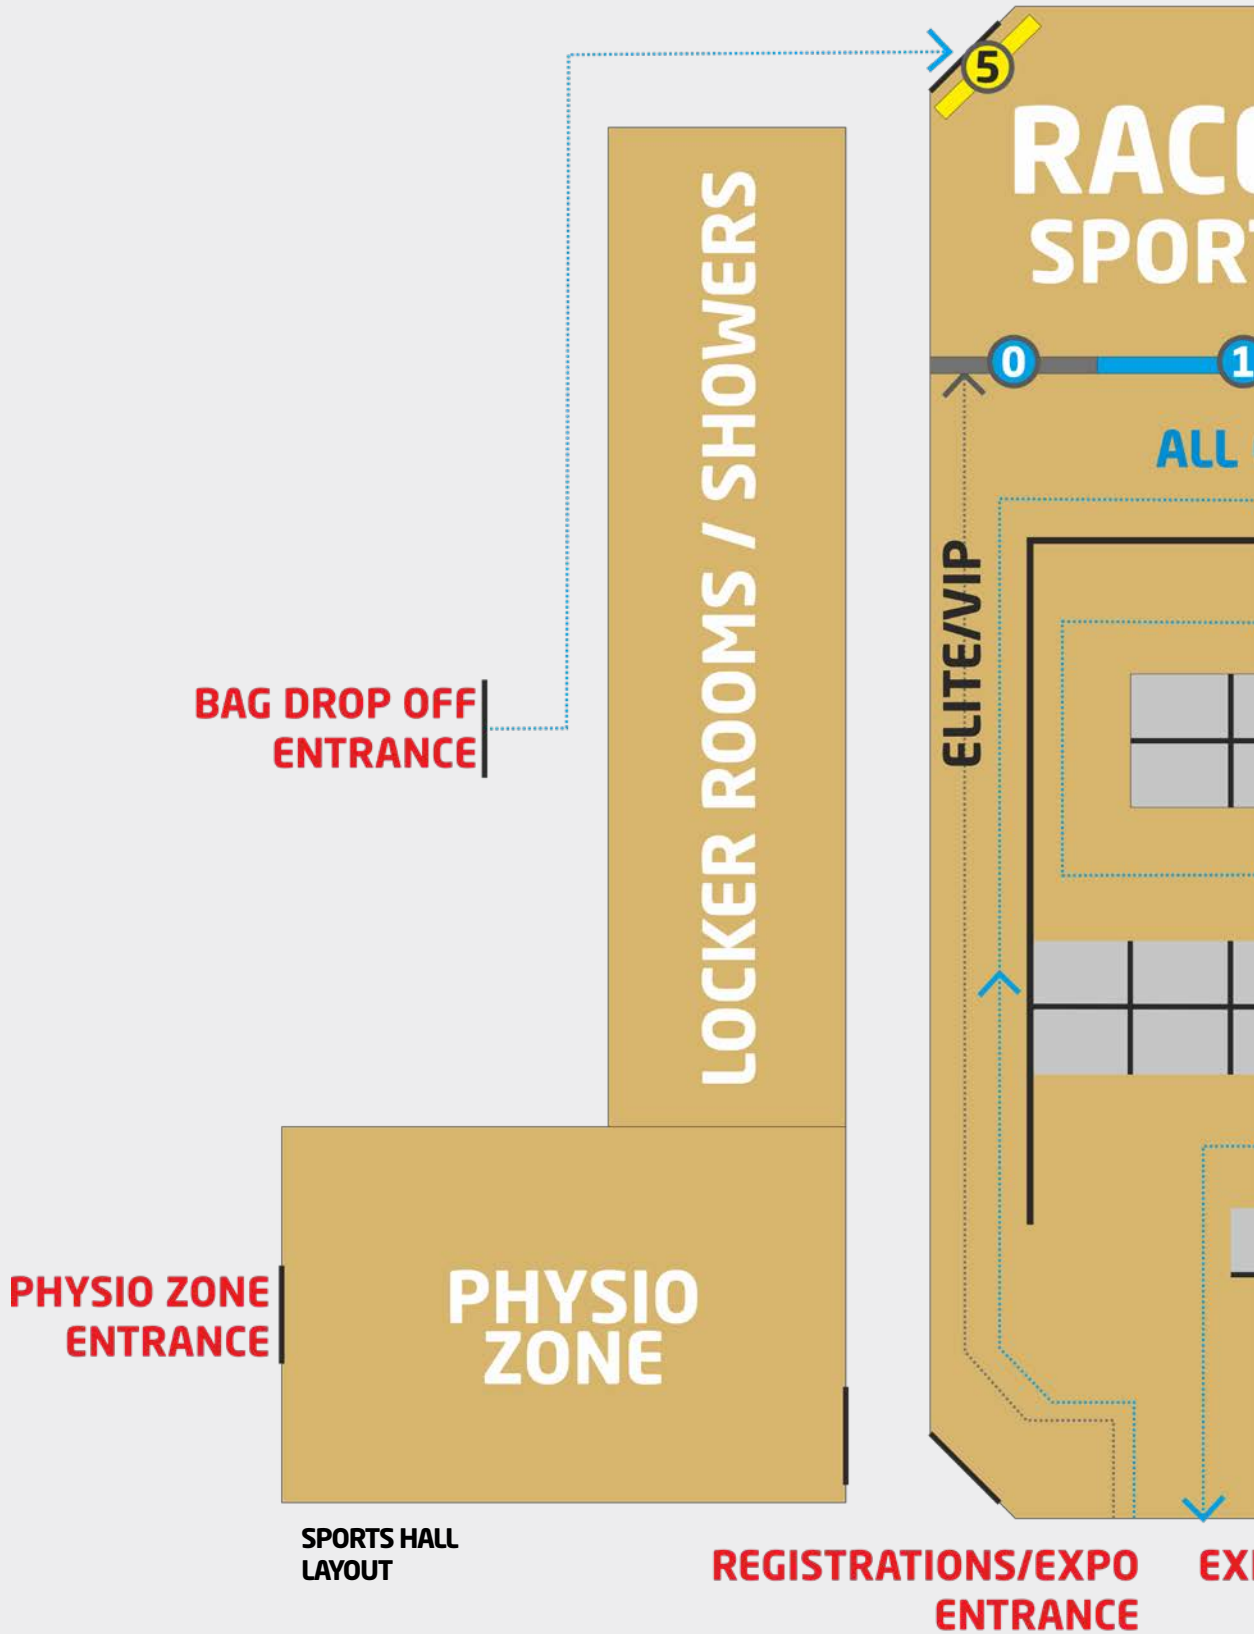 5
RAC
SPORT
0
1
ALL
LOCKER ROOMS / SHOWERS
ELITE/VIP
BAG DROP OFF
ENTRANCE
PHYSIO ZONE
ENTRANCE
PHYSIO
ZONE
SPORTS HALL
LAYOUT
REGISTRATIONS/EXPO
ENTRANCE
EX